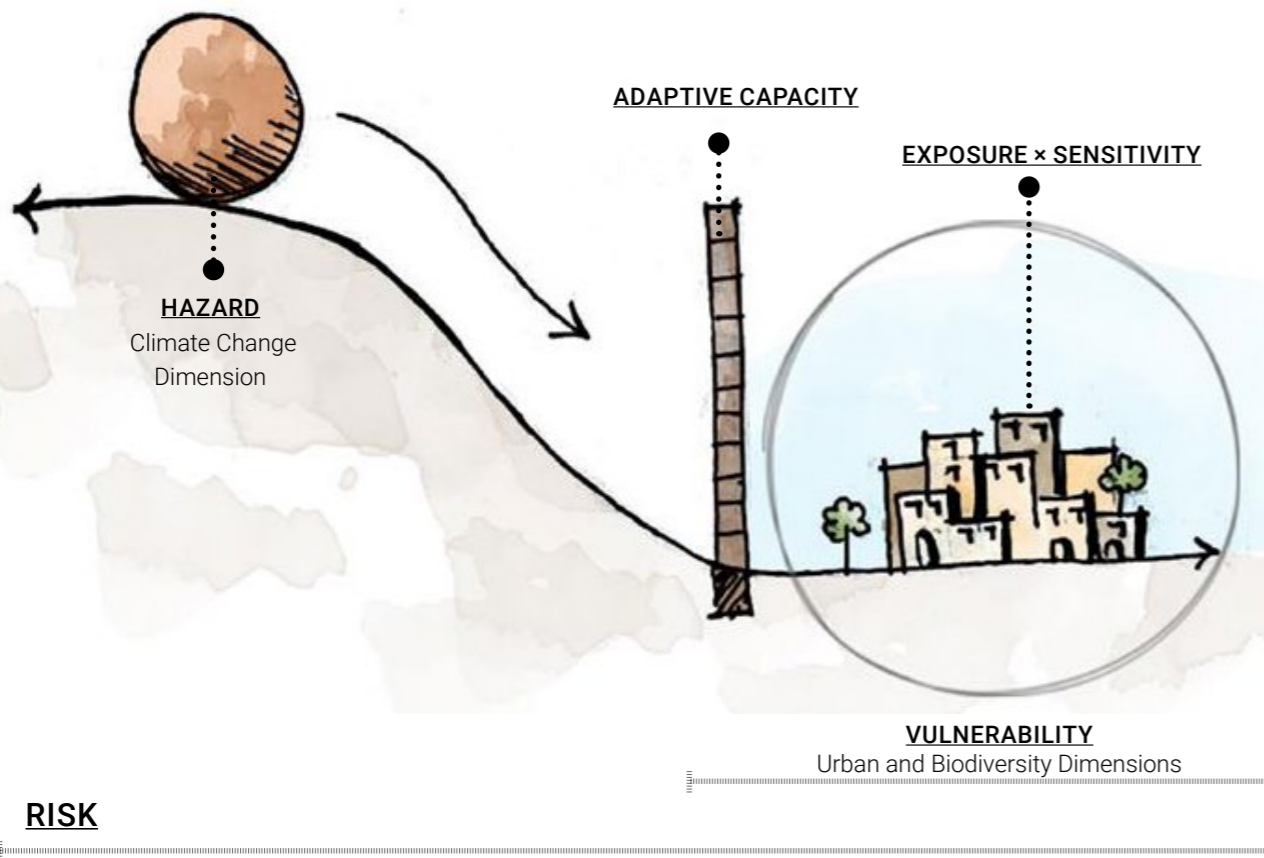 ADAPTIVE CAPACITY
EXPOSURE × SENSITIVITY
HAZARD
Climate Change
Dimension
VULNERABILITY
Urban and Biodiversity Dimensions
RISK